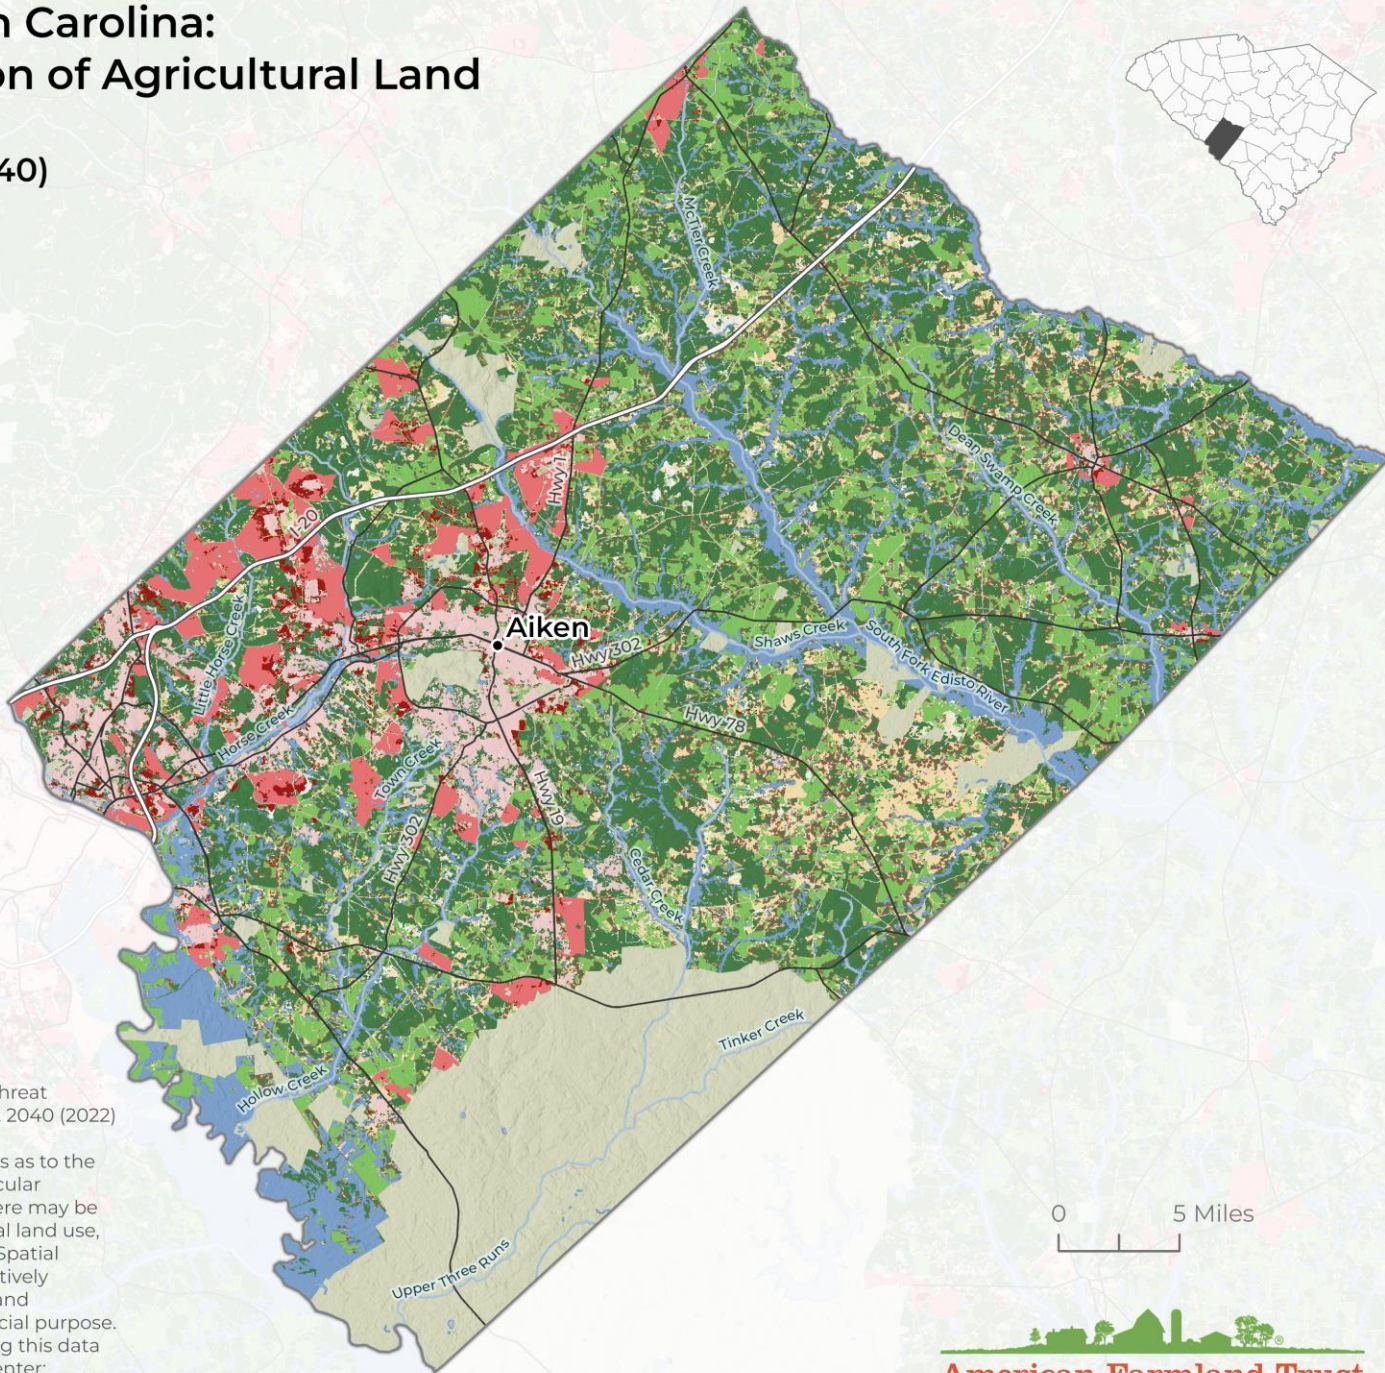 n Carolina:
on of Agricultural Land
40)
McTier Creek
Dean Swamp Creek
Hwy 1
I-20
Little Horse Creek
Aiken
Hwy 302
Shaws Creek
South Fork Edisto River
Horse Creek
Hwy 78
Town Creek
Hwy 19
Hwy 302
Cedar Creek
Tinker Creek
Hollow Creek
Upper Three Runs
hreat
2040 (2022)
s as to the
cular
ere may be
al land use,
Spatial
tively
and
cial purpose.
g this data
enter:
0 5 Miles
American Farmland Trust